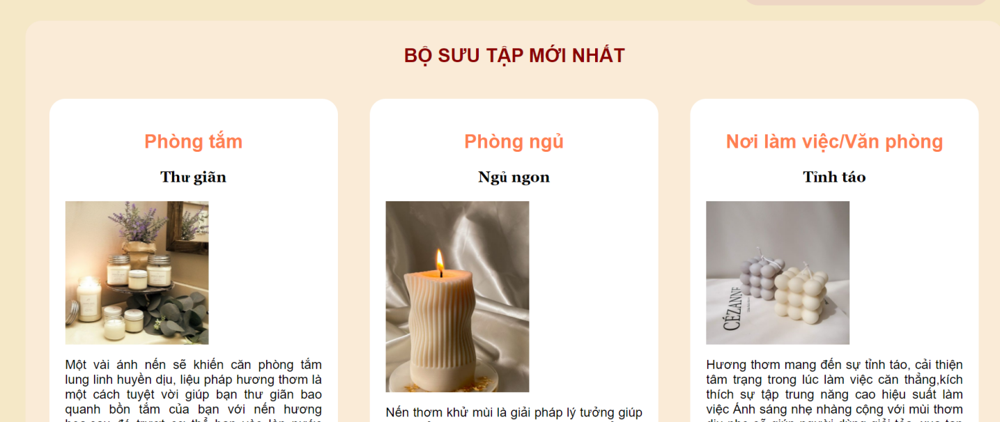 BỘ SƯU TẬP MỚI NHẤT
Phòng tắm
Thư giãn
Một vài ánh nến sẽ khiến căn phòng tắm
lung linh huyền dịu, liệu pháp hương thơm là
một cách tuyệt vời giúp bạn thư giãn bao
quanh bồn tắm của bạn với nến hương
Phòng ngủ
Ngủ ngon
Nến thơm khử mùi là giải pháp lý tưởng giúp
Nơi làm việc/Văn phòng
Tỉnh táo
CÉZANNE
Hương thơm mang đến sự tỉnh táo, cải thiện
tâm trạng trong lúc làm việc căn thẳng,kích
thích sự tập trung năng cao hiệu suất làm
việc Ánh sáng nhẹ nhàng cộng với mùi thơm